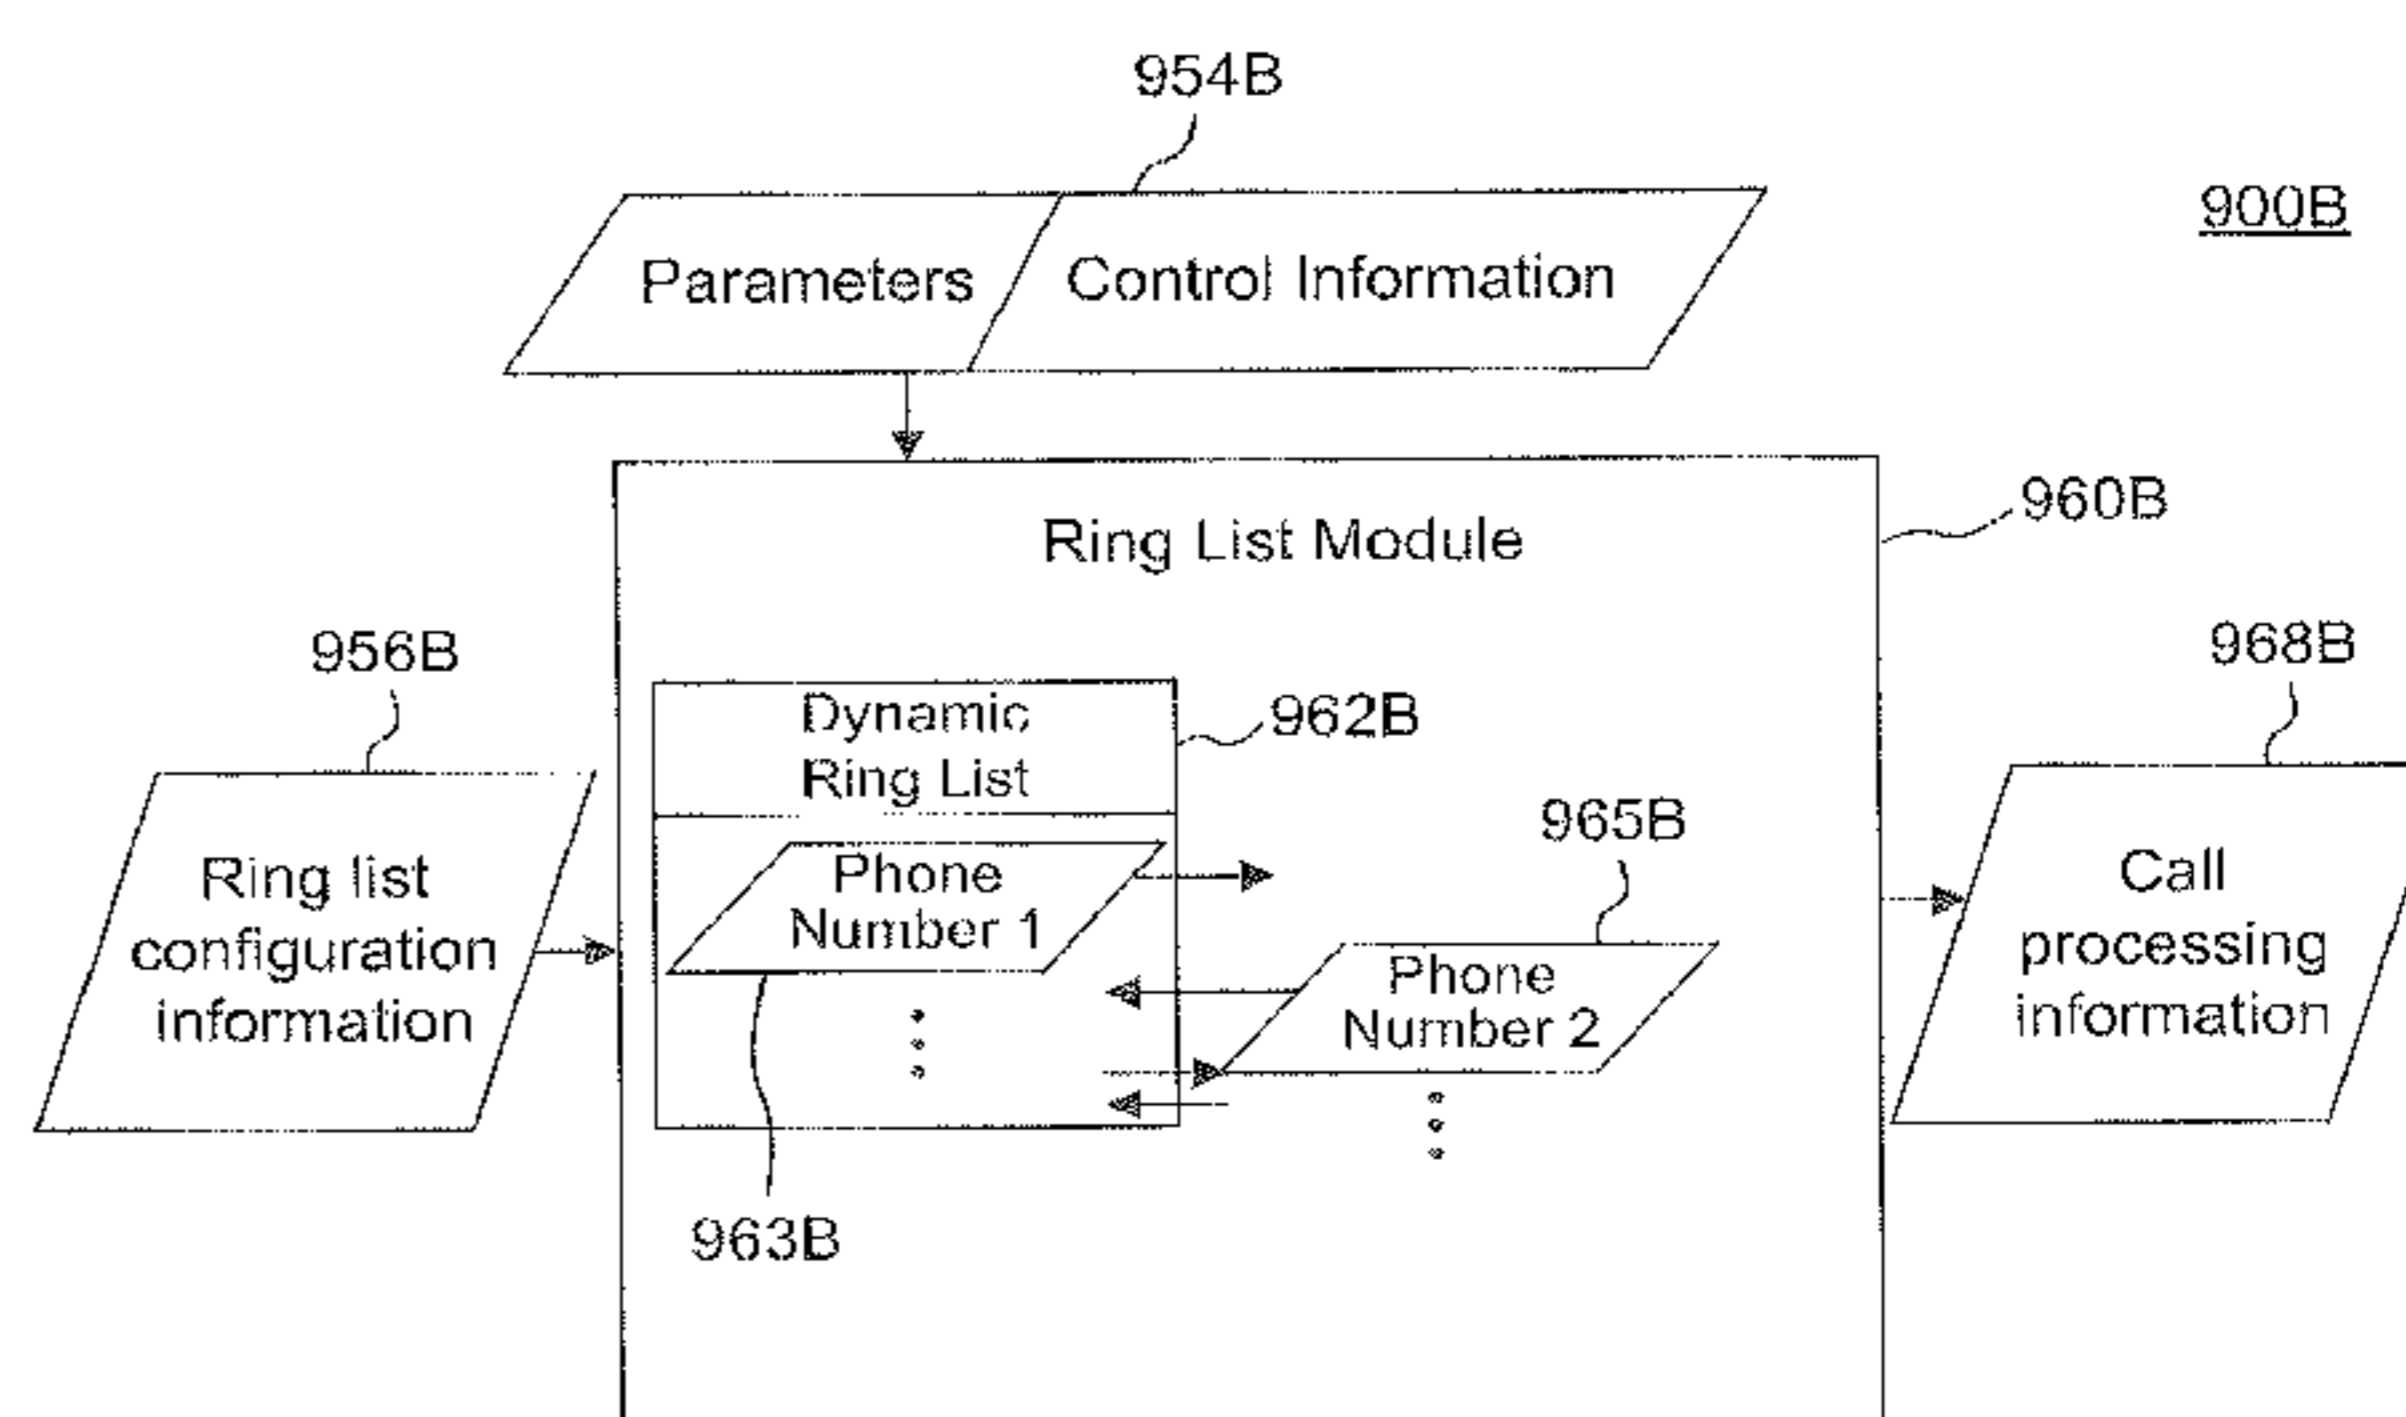 954B
900B
Parameters
Control Information
Ring List Module
960B
956B
968B
Dynamic
Ring List
962B
965B
Ring list
configuration
information
Phone
Number 1
Phone
Number 2
Call
processing
information
963B